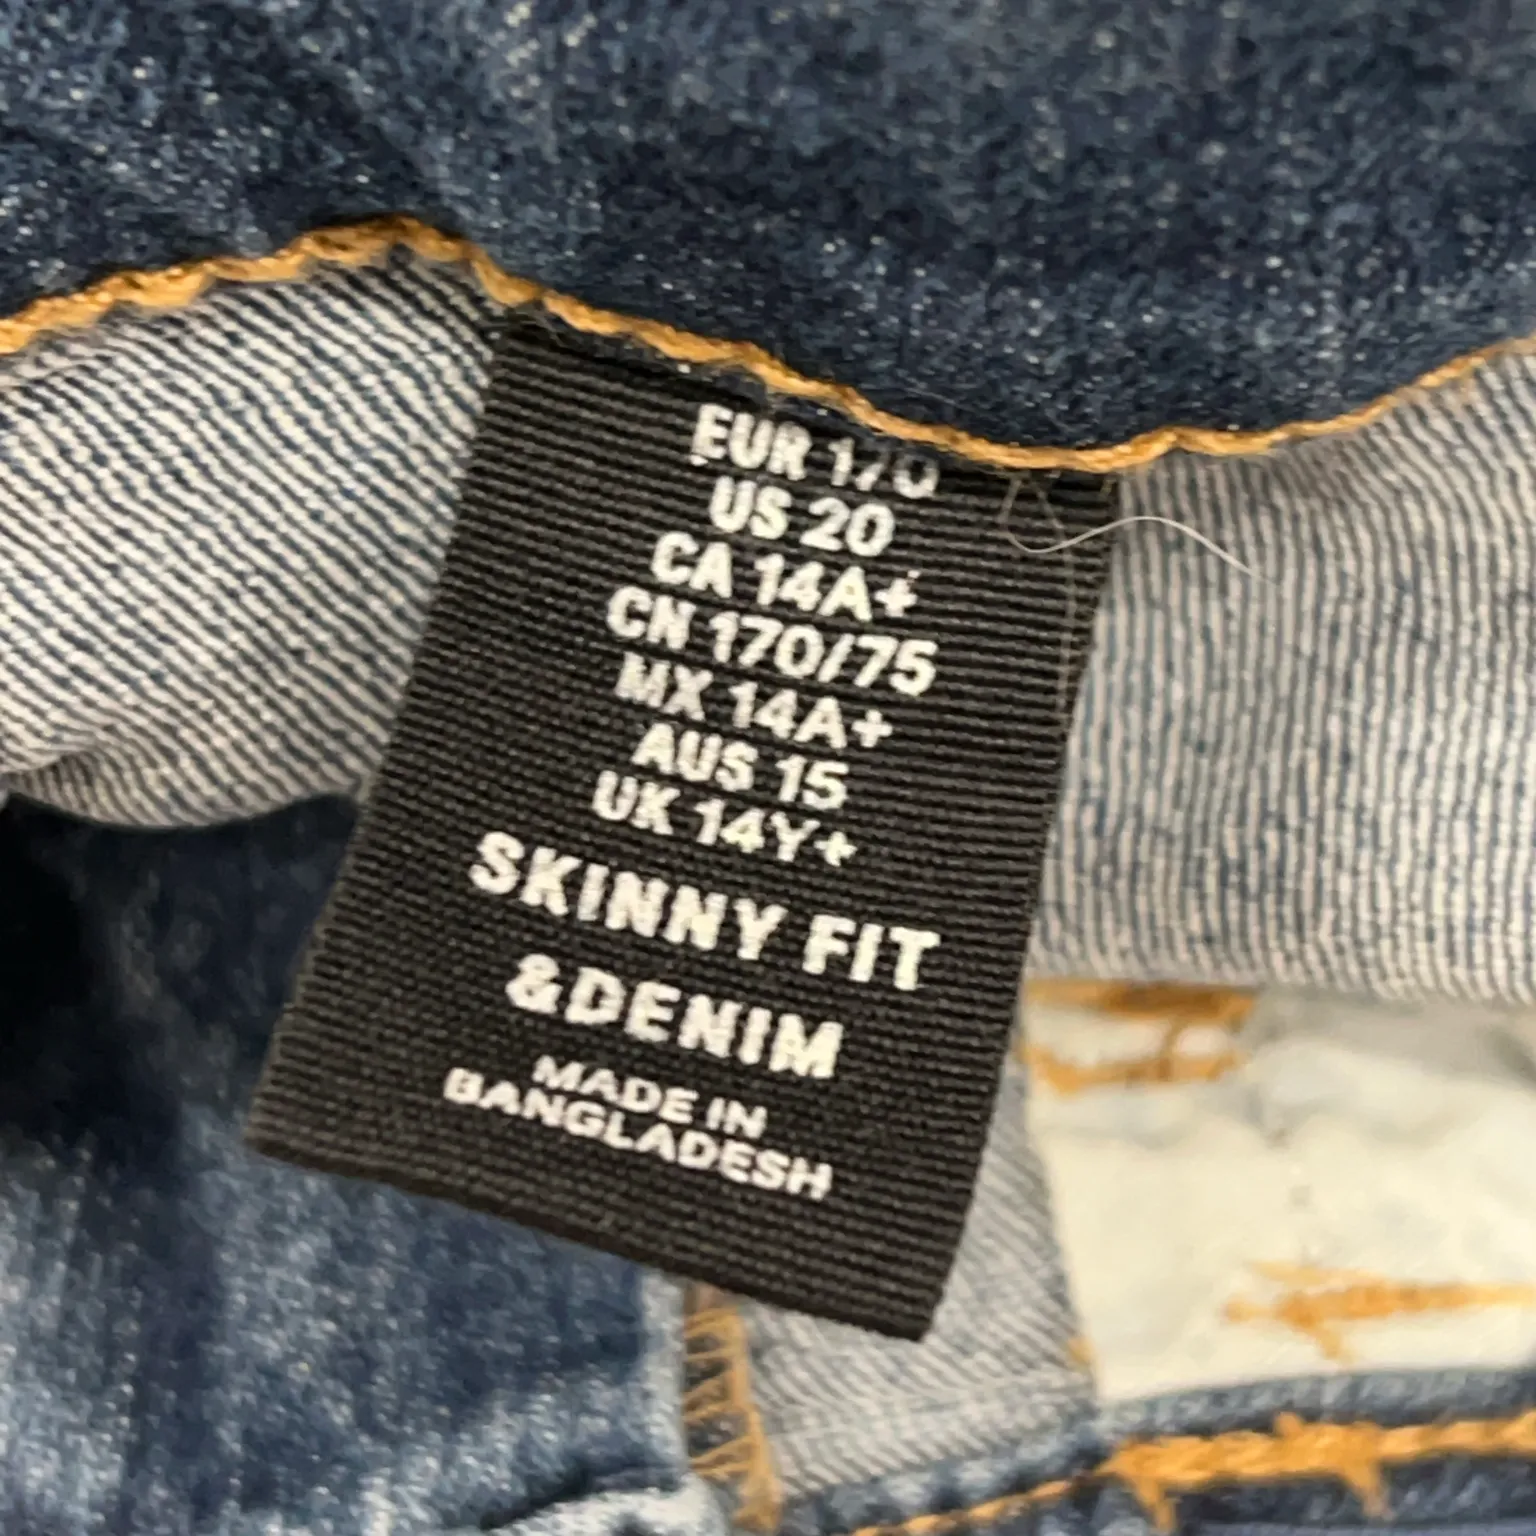 EUR 170
US 20
CA 14A+
CN 170/75
MX 14A+
AUS 15
UK 14Y+
SKINNY FIT
&DENIM
MADE IN
BANGLADESH